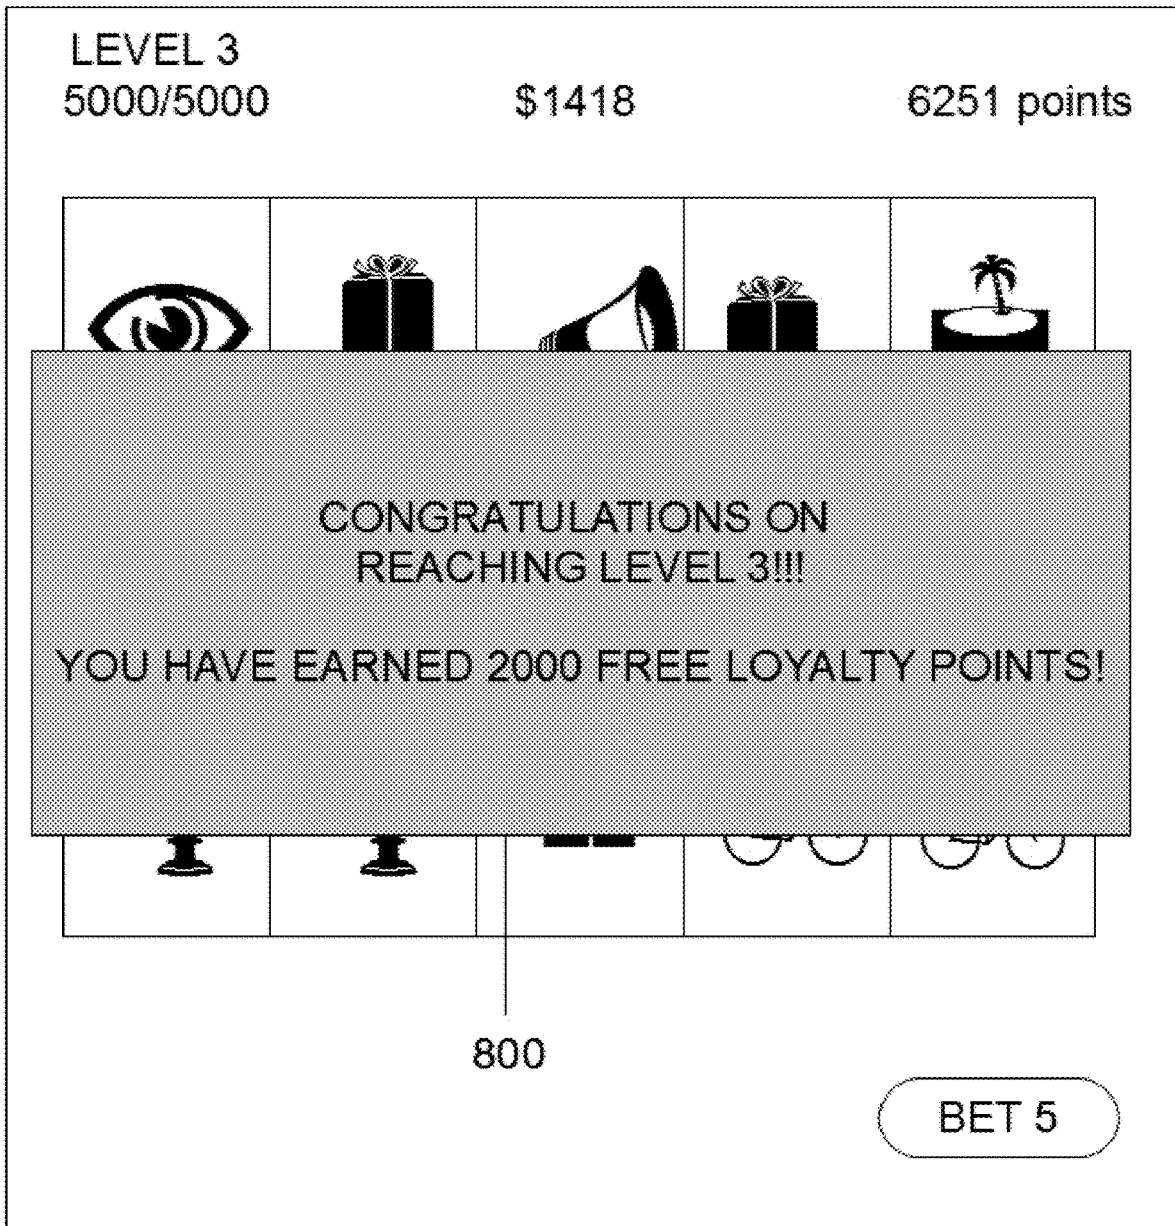 LEVEL 3
5000/5000 $1418 6251 points
CONGRATULATIONS ON
REACHING LEVEL 3!!!
YOU HAVE EARNED 2000 FREE LOYALTY POINTS!
800
BET 5